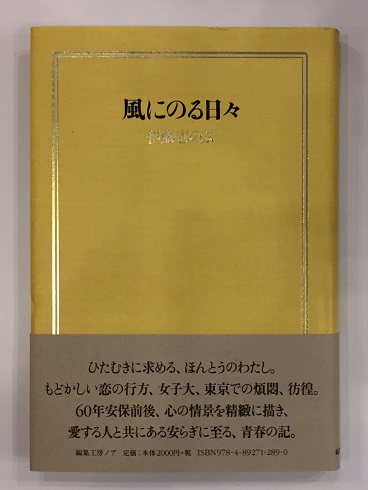 風にのる日々
ひたむきに求める、ほんとうのわたし。
もどかしい恋の行方、女子大、東京での煩悶、彷徨。
60年安保前後、心の情景を精緻に描き、
愛する人と共にある安らぎに至る、青春の記。
編集工房ノア 定価:本体2000円+税 ISBN978-4-89271-289-0